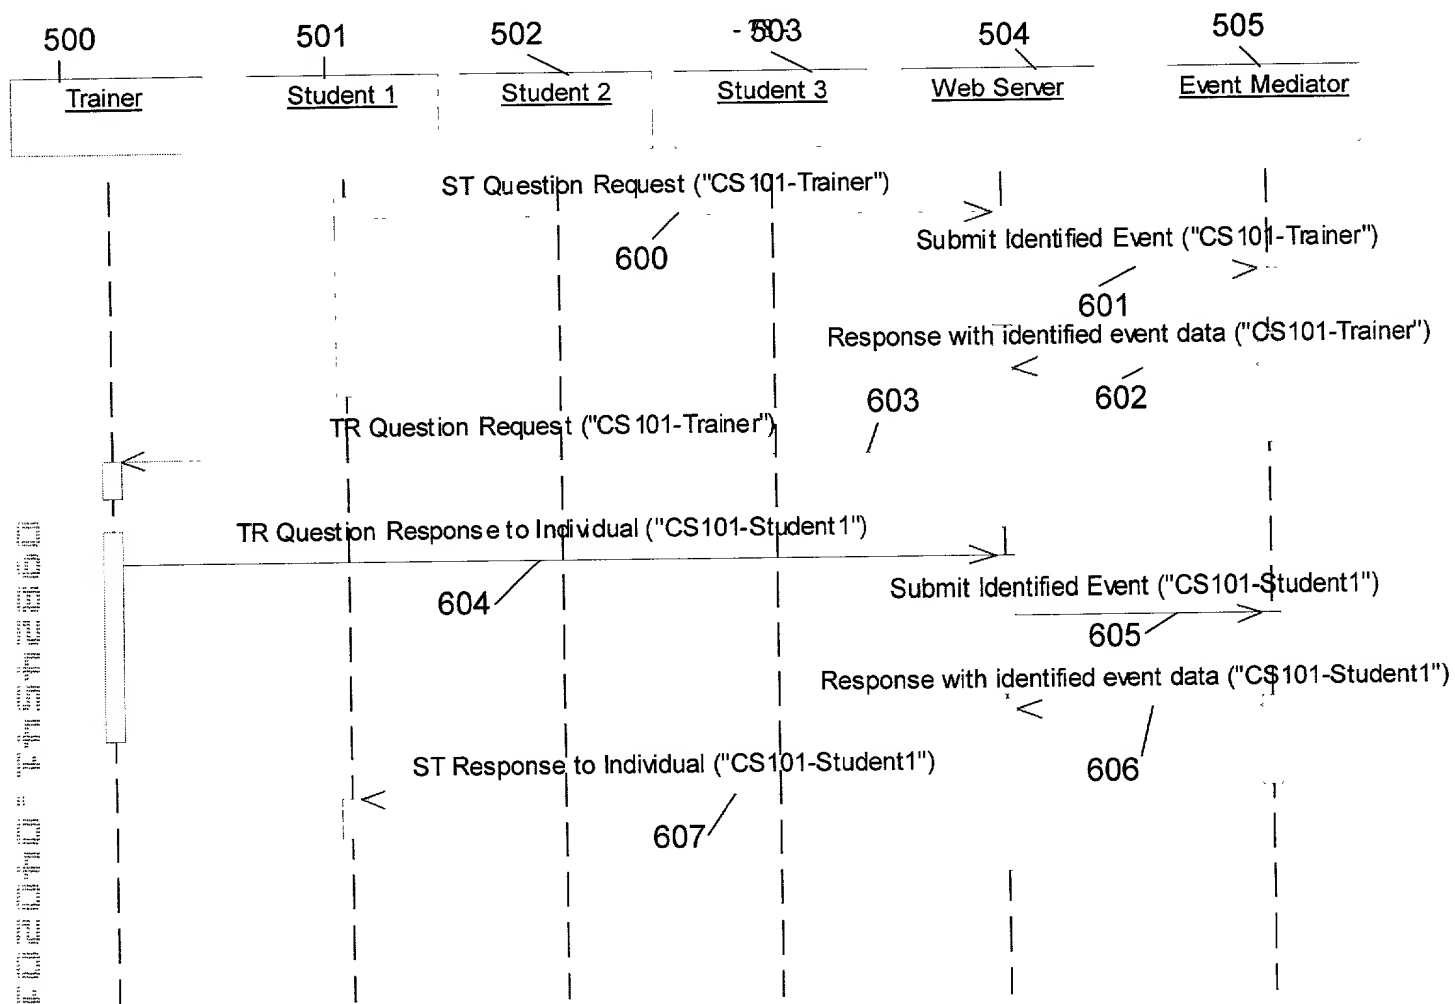 500 501 502 503 504 505
Trainer Student 1 Student 2 Student 3 Web Server Event Mediator
ST Question Request ("CS101-Trainer")
600
Submit Identified Event ("CS101-Trainer")
601
Response with identified event data ("CS101-Trainer")
602
603
TR Question Request ("CS101-Trainer")
TR Question Response to Individual ("CS101-Student1")
604
Submit Identified Event ("CS101-Student1")
605
Response with identified event data ("CS101-Student1")
606
ST Response to Individual ("CS101-Student1")
607